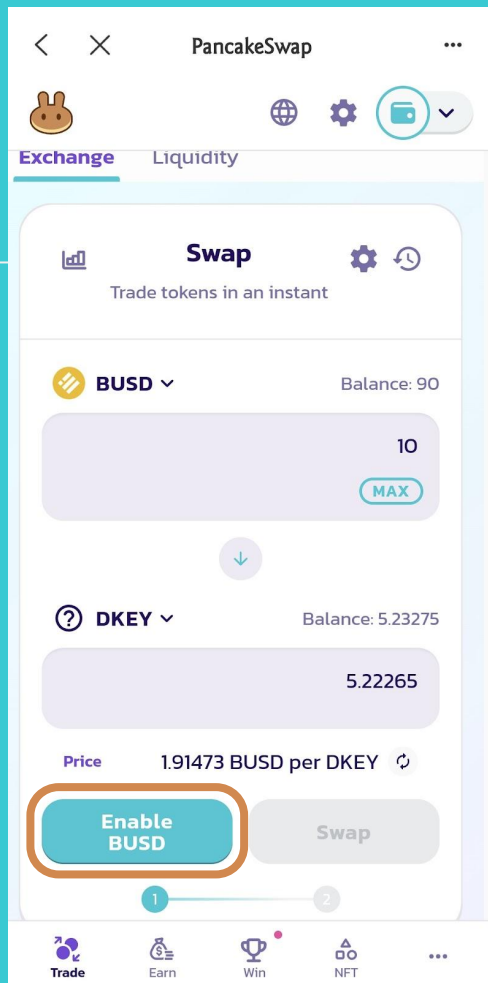 PancakeSwap
Exchange Liquidity
Swap
Trade tokens in an instant
BUSD Balance: 90
10
MAX
DKEY Balance: 5.23275
5.22265
Price 1.91473 BUSD per DKEY
Enable
BUSD
Swap
1 2
Trade Earn Win NFT